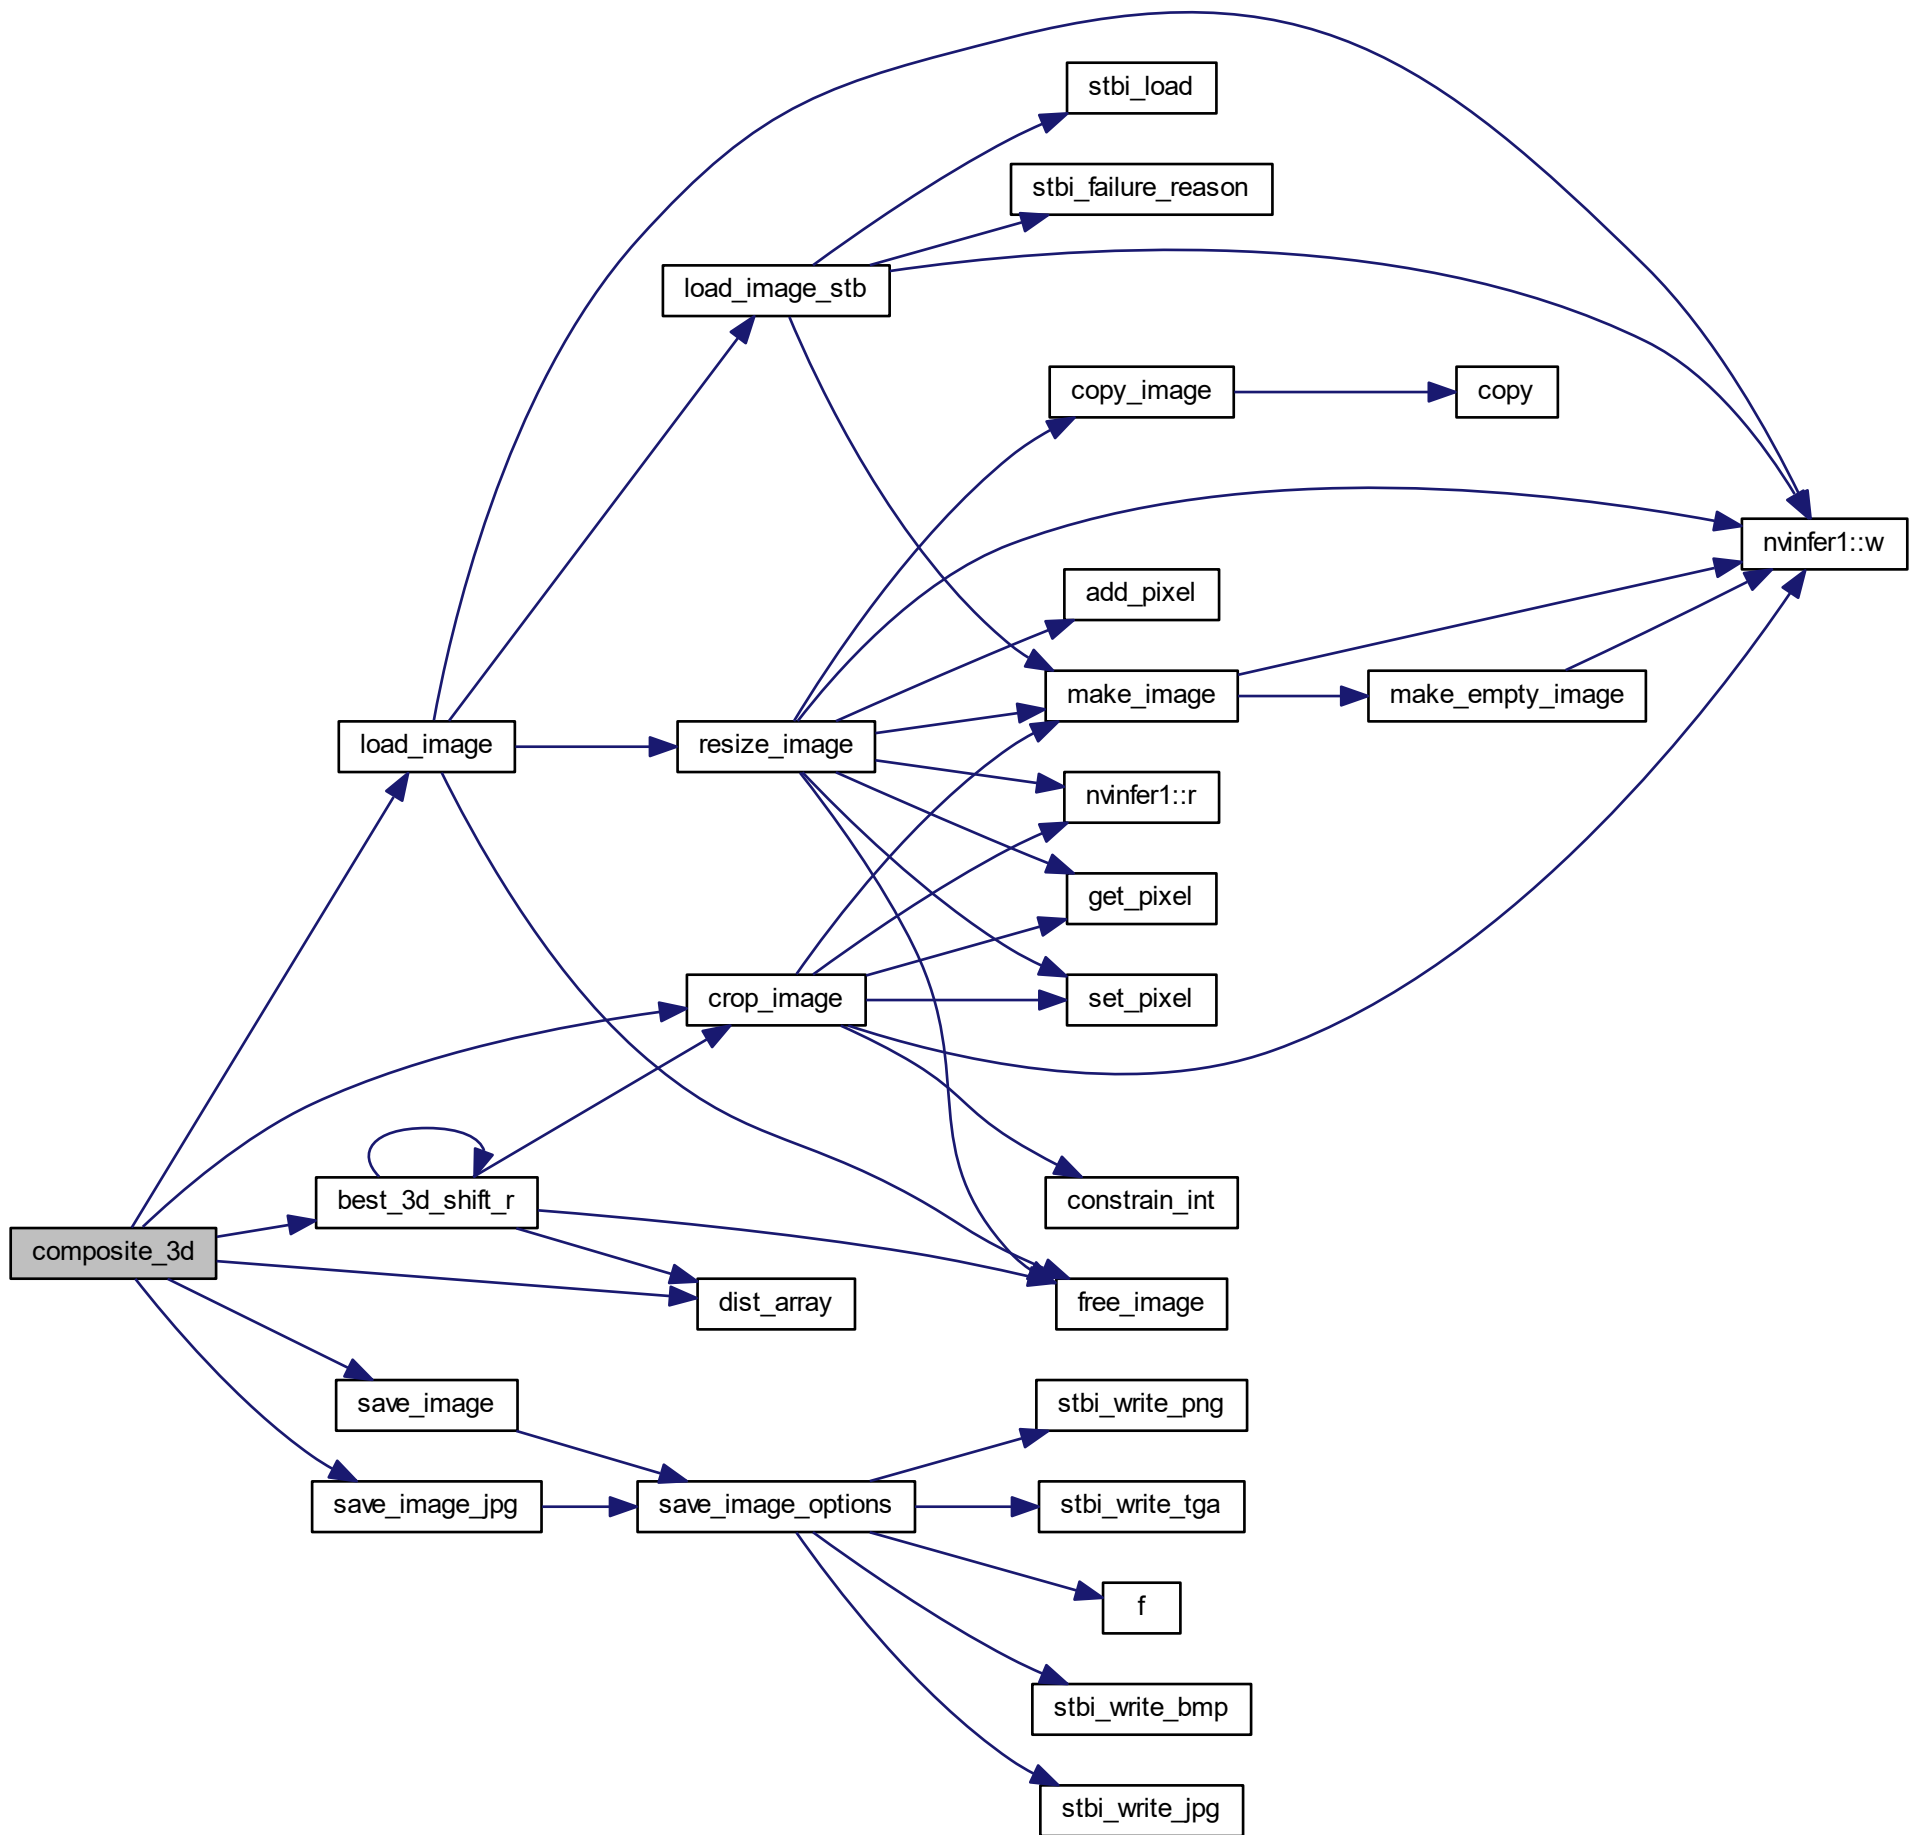 stbi_load
stbi_failure_reason
load_image_stb
copy_image
copy
nvinfer1::w
add_pixel
make_image
make_empty_image
load_image
resize_image
nvinfer1::r
get_pixel
crop_image
set_pixel
best_3d_shift_r
constrain_int
composite_3d
dist_array
free_image
save_image
stbi_write_png
save_image_jpg
save_image_options
stbi_write_tga
f
stbi_write_bmp
stbi_write_jpg